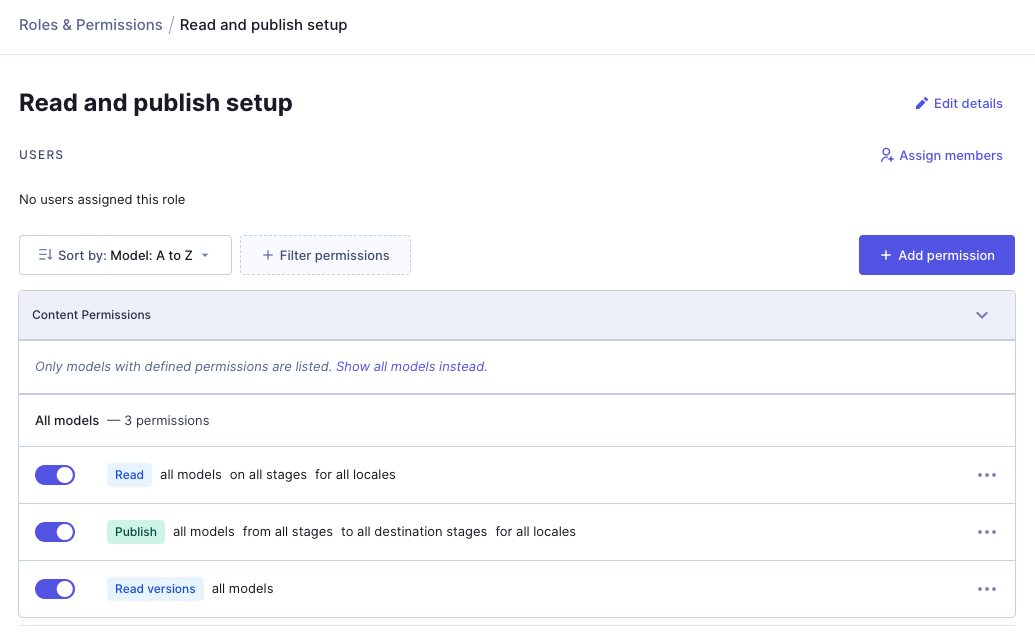 Roles & Permissions / Read and publish setup
Read and publish setup
Edit details
USERS
Assign members
No users assigned this role
Sort by: Model: A to Z
+ Filter permissions
+ Add permission
Content Permissions
Only models with defined permissions are listed. Show all models instead.
All models — 3 permissions
Read all models on all stages for all locales
Publish all models from all stages to all destination stages for all locales
Read versions all models